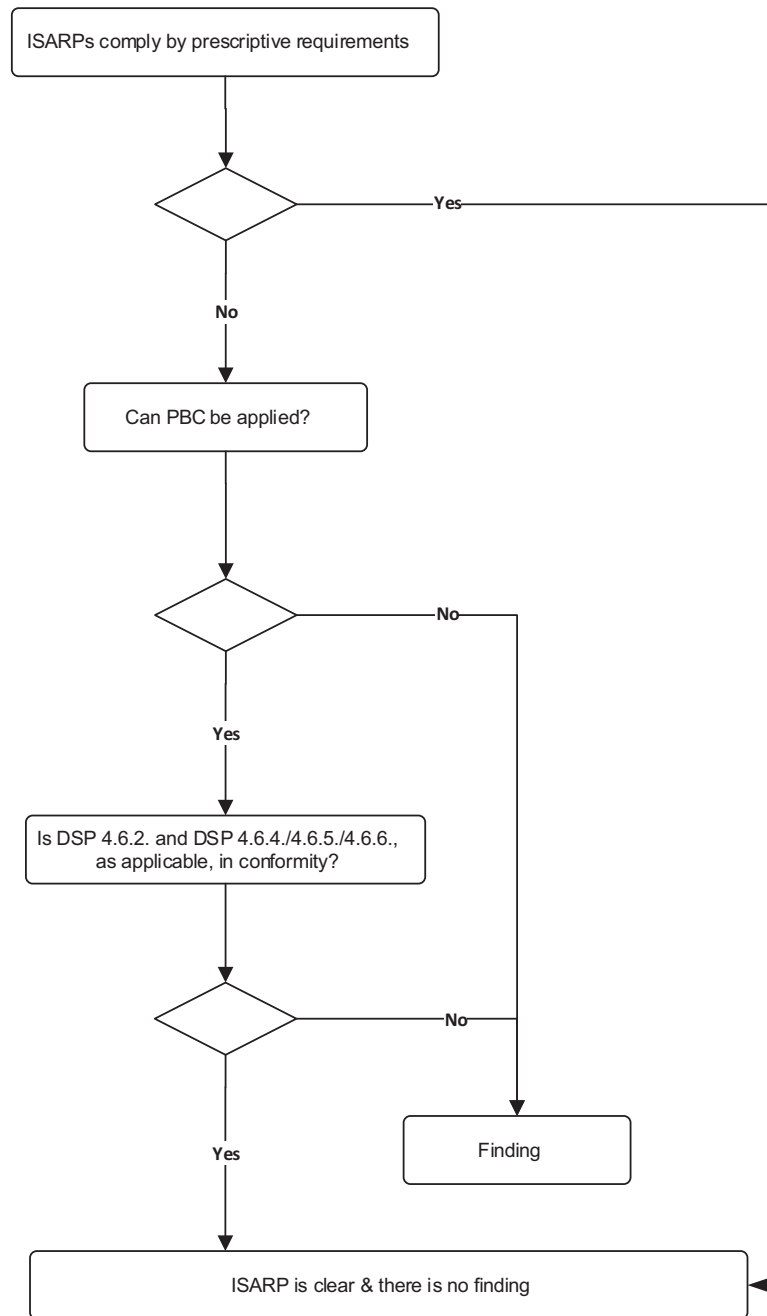 ISARPs comply by prescriptive requirements
Yes
No
Can PBC be applied?
No
Yes
Is DSP 4.6.2. and DSP 4.6.4./4.6.5./4.6.6.,
as applicable, in conformity?
No
Finding
Yes
ISARP is clear & there is no finding